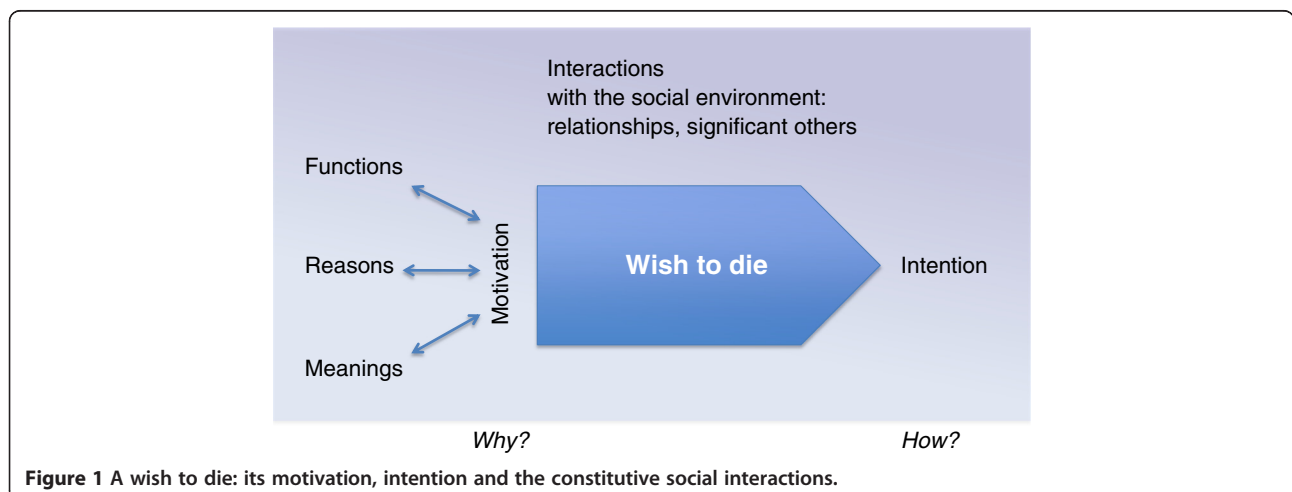 Interactions
with the social environment:
relationships, significant others
Functions
Reasons
Meanings
Motivation
Wish to die
Intention
Why?
How?
Figure 1 A wish to die: its motivation, intention and the constitutive social interactions.